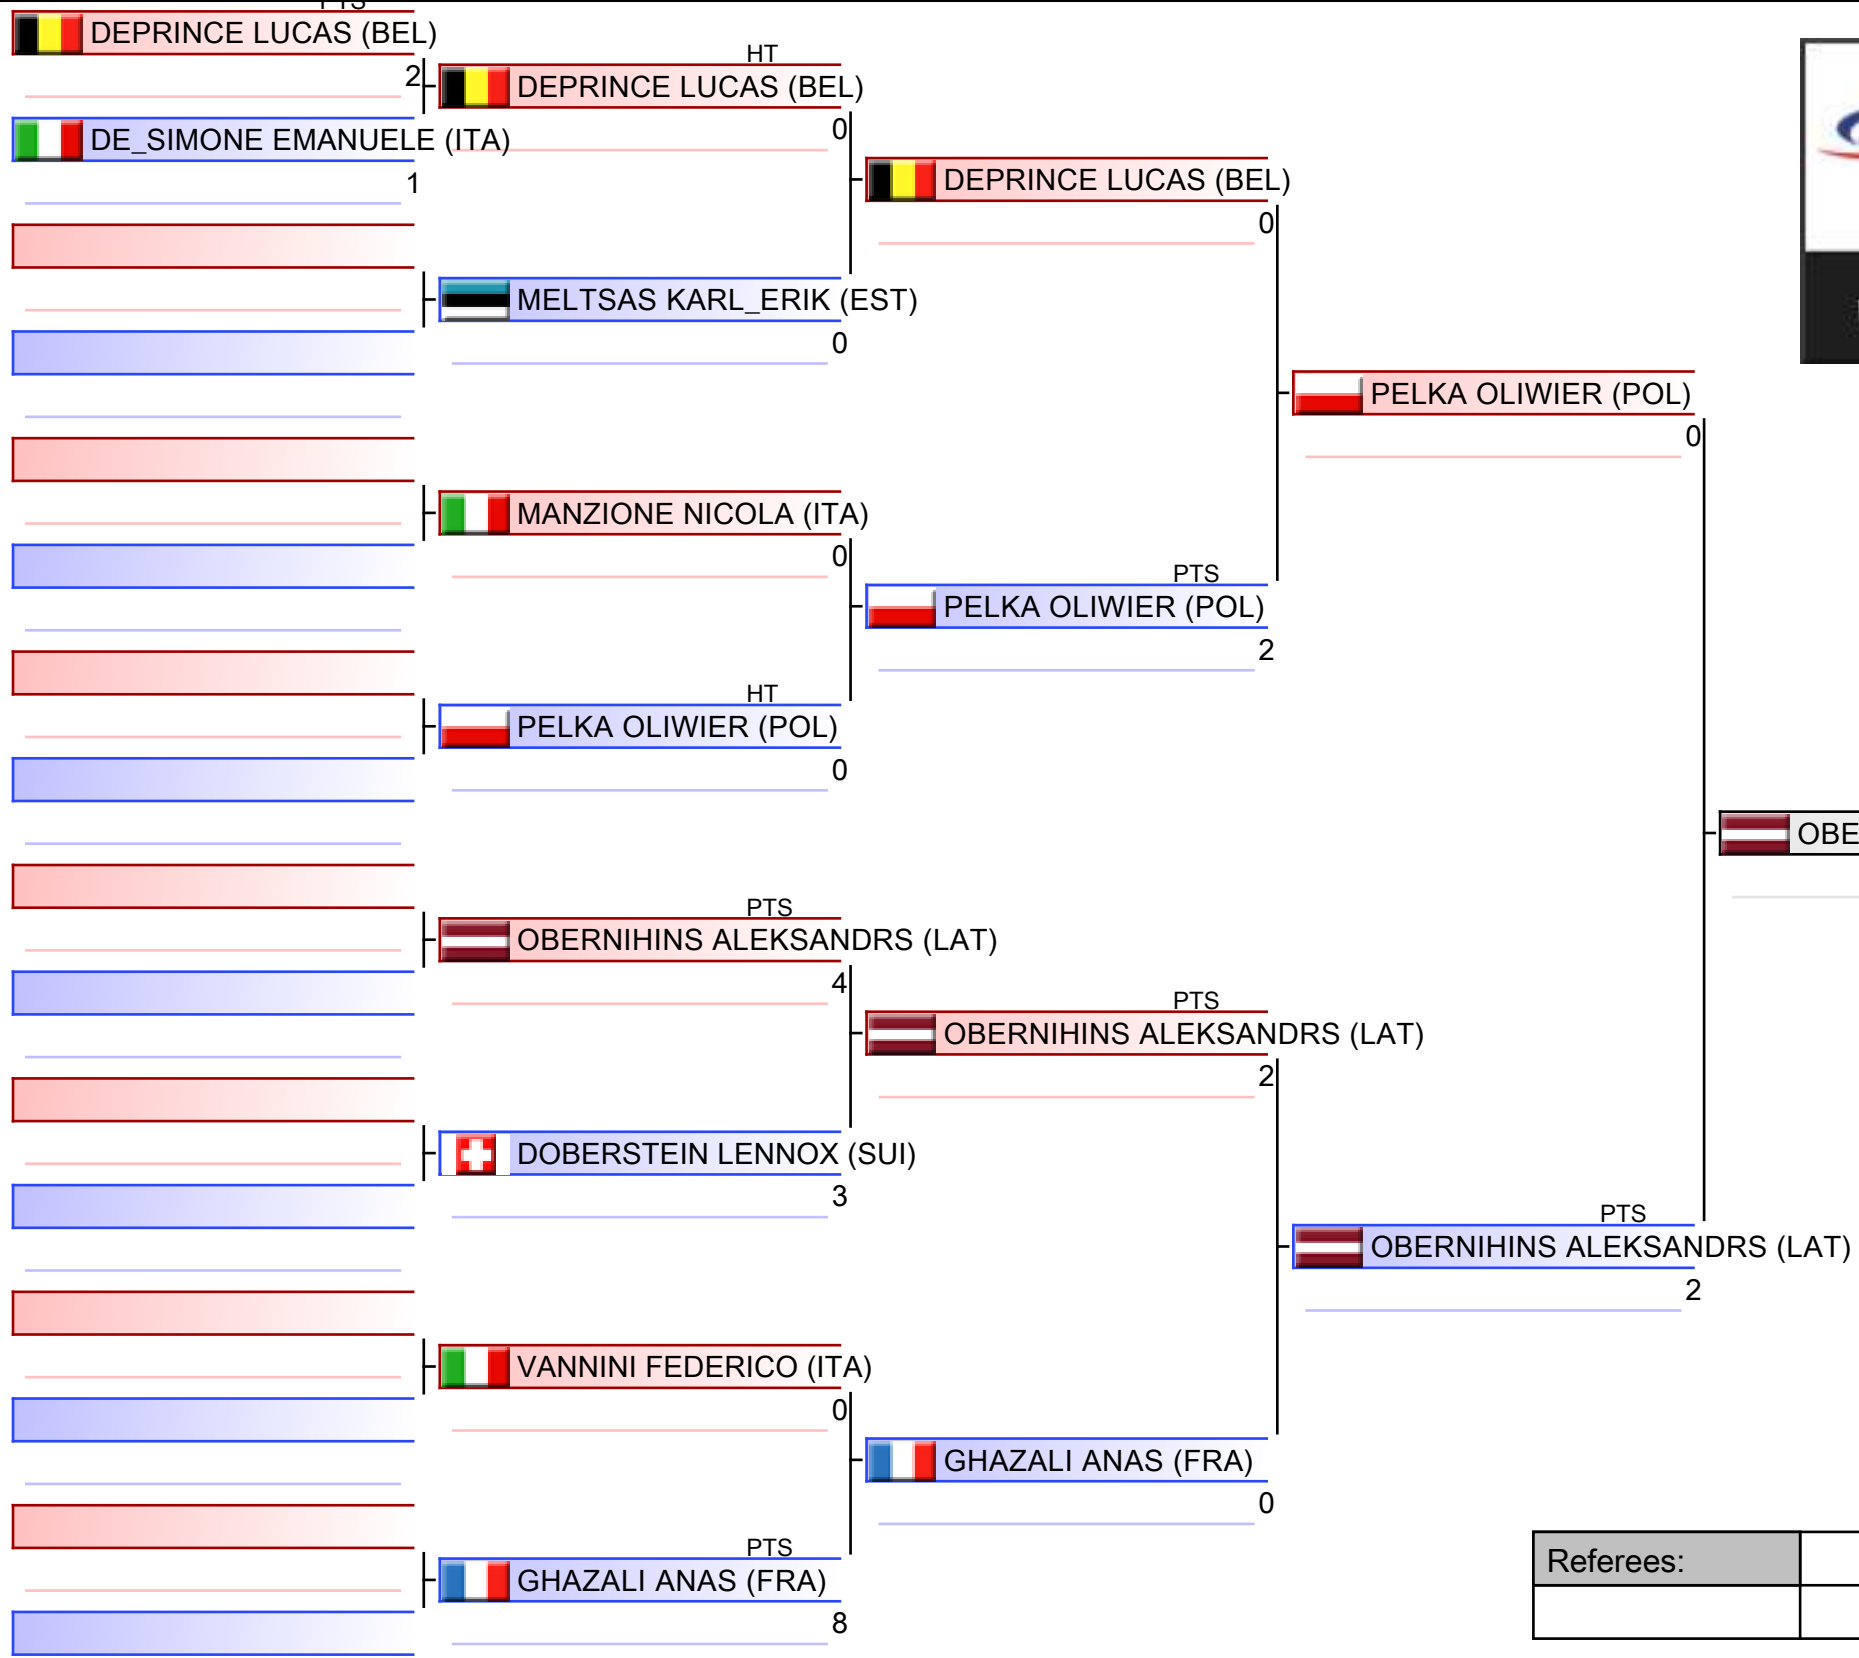 PTS
DEPRINCE LUCAS (BEL)
2
DE_SIMONE EMANUELE (ITA)
1
HT
DEPRINCE LUCAS (BEL)
0
MELTSAS KARL_ERIK (EST)
0
MANZIONE NICOLA (ITA)
0
HT
PELKA OLIWIER (POL)
0
PTS
OBERNIHINS ALEKSANDRS (LAT)
4
DOBERSTEIN LENNOX (SUI)
3
VANNINI FEDERICO (ITA)
0
PTS
GHAZALI ANAS (FRA)
8
DEPRINCE LUCAS (BEL)
0
PTS
PELKA OLIWIER (POL)
2
PTS
OBERNIHINS ALEKSANDRS (LAT)
2
GHAZALI ANAS (FRA)
0
PELKA OLIWIER (POL)
0
PTS
OBERNIHINS ALEKSANDRS (LAT)
2
OBE
Referees: